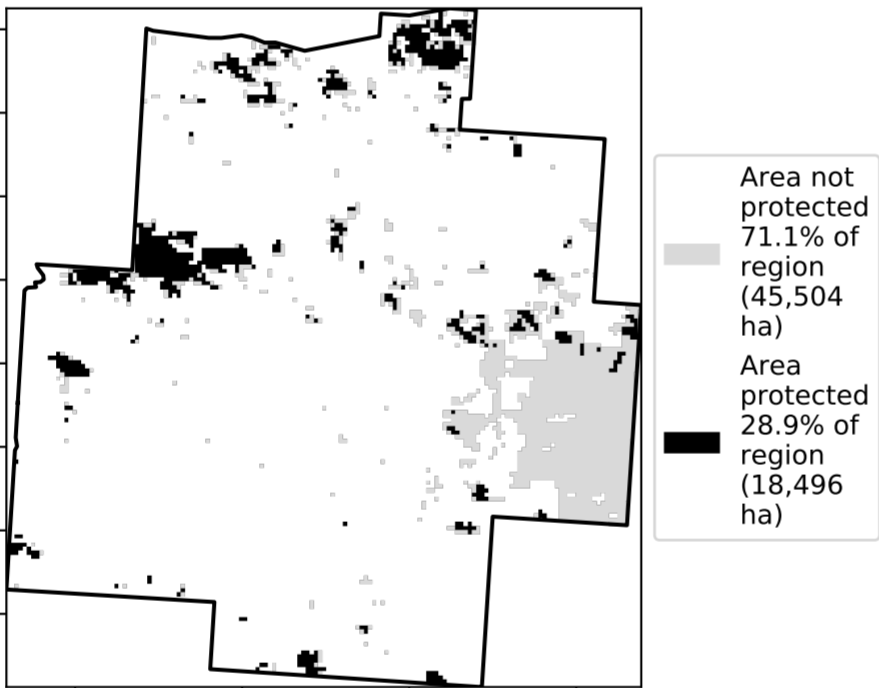 Area not
protected
71.1% of
region
(45,504
ha)
Area
protected
28.9% of
region
(18,496
ha)